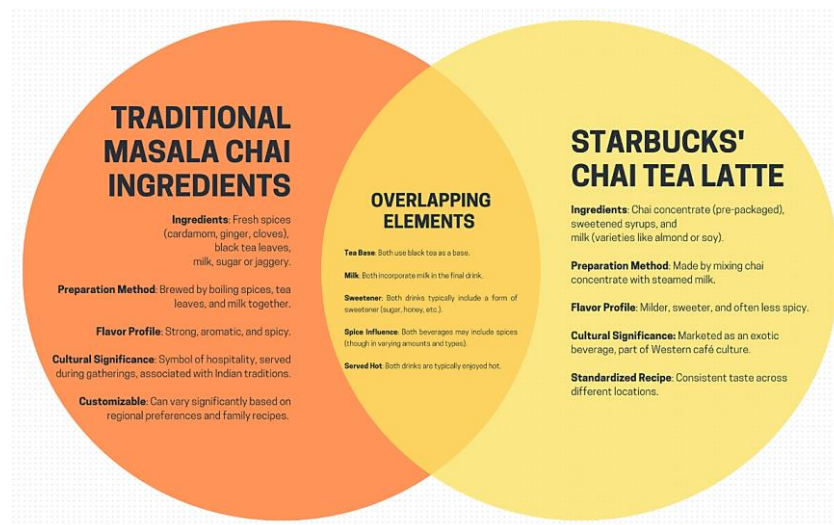 TRADITIONAL
MASALA CHAI
INGREDIENTS
Ingredients: Fresh spices
(cardamom, ginger, cloves),
black tea leaves,
milk, sugar or jaggery.
Preparation Method: Brewed by boiling spices, tea
leaves, and milk together.
Flavor Profile: Strong, aromatic, and spicy.
Cultural Significance: Symbol of hospitality, served
during gatherings, associated with Indian traditions.
Customizable: Can vary significantly based on
regional preferences and family recipes.
OVERLAPPING
ELEMENTS
Tea Base: Both use black tea as a base.
Milk: Both incorporate milk in the final drink.
Sweetener: Both drinks typically include a form of
sweetener (sugar, honey, etc.).
Spice Influence: Both beverages may include spices
(though in varying amounts and types).
Served Hot: Both drinks are typically enjoyed hot.
STARBUCKS'
CHAI TEA LATTE
Ingredients: Chai concentrate (pre-packaged),
sweetened syrups, and
milk (varieties like almond or soy).
Preparation Method: Made by mixing chai
concentrate with steamed milk.
Flavor Profile: Milder, sweeter, and often less spicy.
Cultural Significance: Marketed as an exotic
beverage, part of Western café culture.
Standardized Recipe: Consistent taste across
different locations.